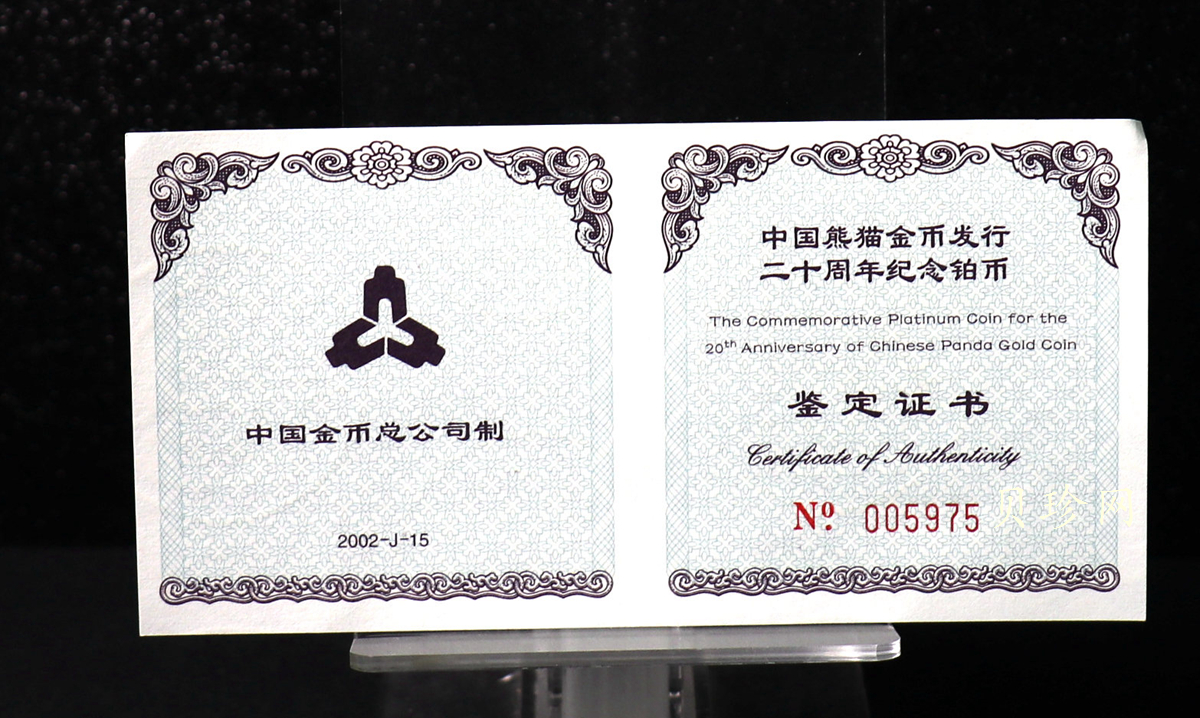 中国金币总公司制
2002-J-15
中国熊猫金币发行
二十周年纪念铂币
The Commemorative Platinum Coin for the
20th Anniversary of Chinese Panda Gold Coin
鉴定证书
Certificate of Authenticity
Nº 005975
贝珍网